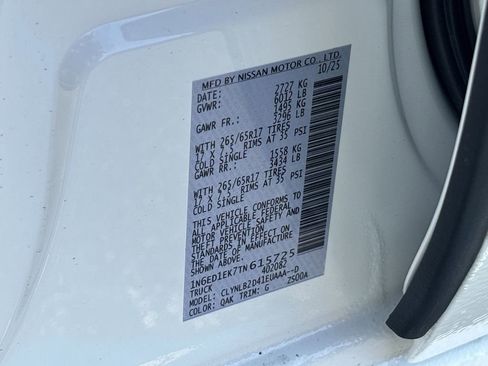 MFD BY NISSAN MOTOR CO., LTD.
DATE: 10/25
GVWR: 2727 KG
6012 LB
GAWR FR.: 1495 KG
3296 LB
WITH 265/65R17 TIRES
17 X 7.5 RIMS AT 35 PSI
COLD SINGLE
GAWR RR.: 1558 KG
3434 LB
WITH 265/65R17 TIRES
17 X 7.5 RIMS AT 35 PSI
COLD SINGLE
THIS VEHICLE CONFORMS TO
ALL APPLICABLE FEDERAL
MOTOR VEHICLE SAFETY AND
THEFT PREVENTION
STANDARDS IN EFFECT ON
THE DATE OF MANUFACTURE
SHOWN ABOVE.
1N6ED1EK7TN615725
TRUCK 402082
MODEL: CLYNLB2D41EUAAA--D
COLOR: QAK TRIM: G 2S00A